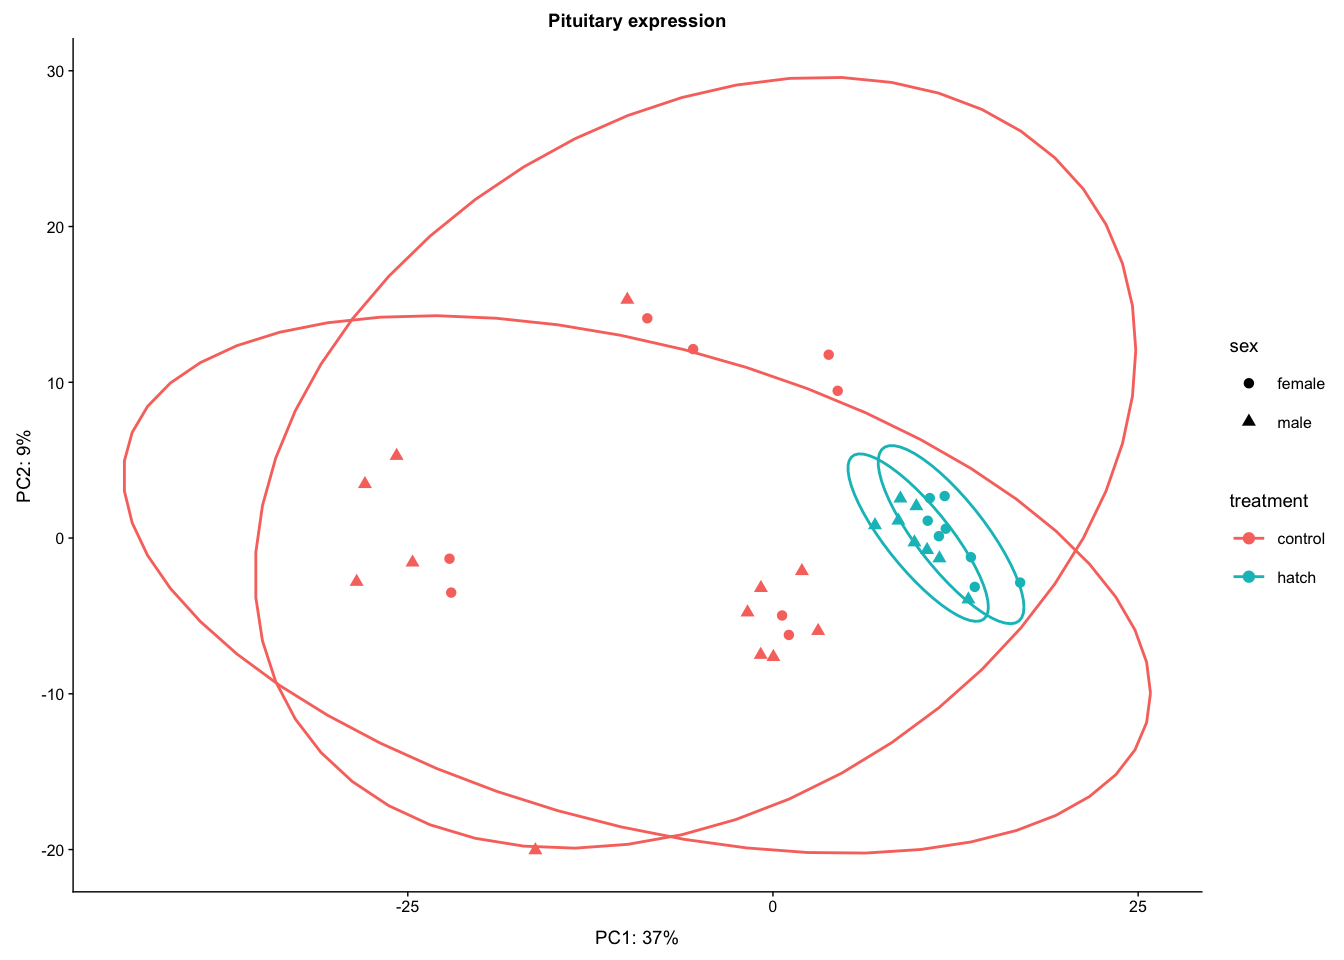 Pituitary expression
30
20
10
0
-10
-20
PC2: 9%
-25
0
25
PC1: 37%
sex
female
male
treatment
control
hatch